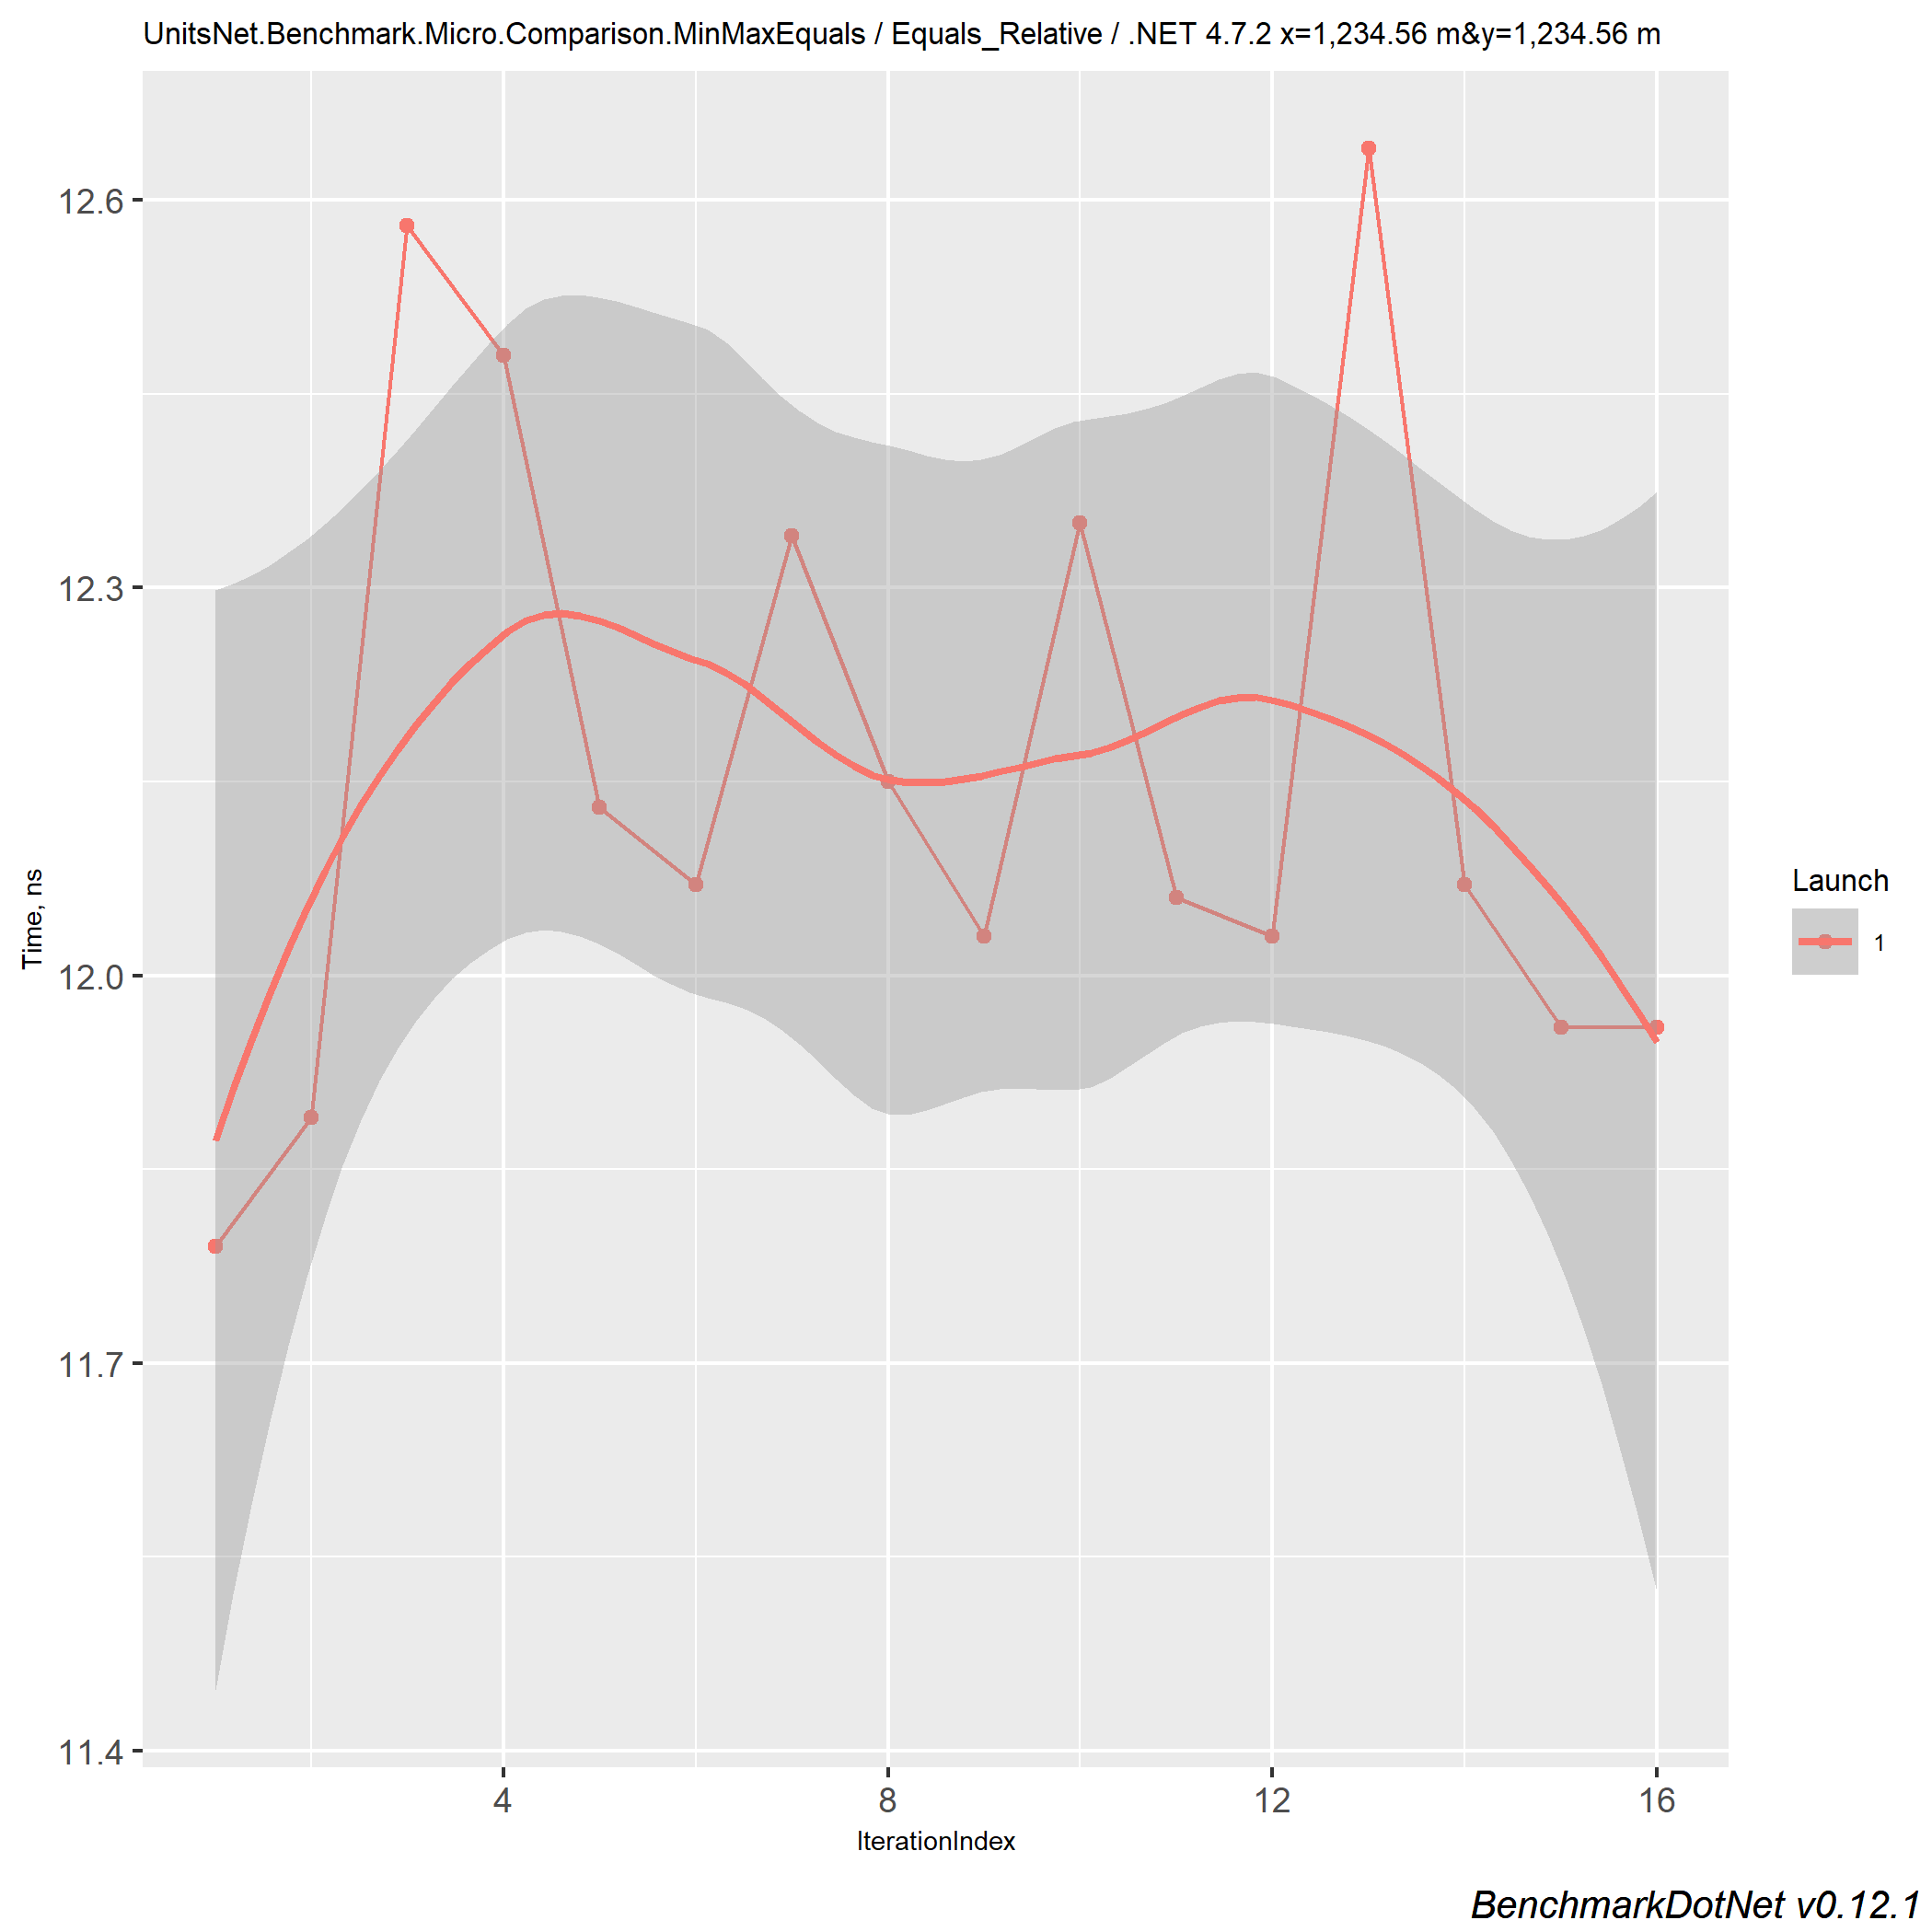 UnitsNet.Benchmark.Micro.Comparison.MinMaxEquals / Equals_Relative / .NET 4.7.2 x=1,234.56 m&y=1,234.56 m
12.6
12.3
12.0
11.7
11.4
Time, ns
4 8 12 16
IterationIndex
Launch
1
BenchmarkDotNet v0.12.1